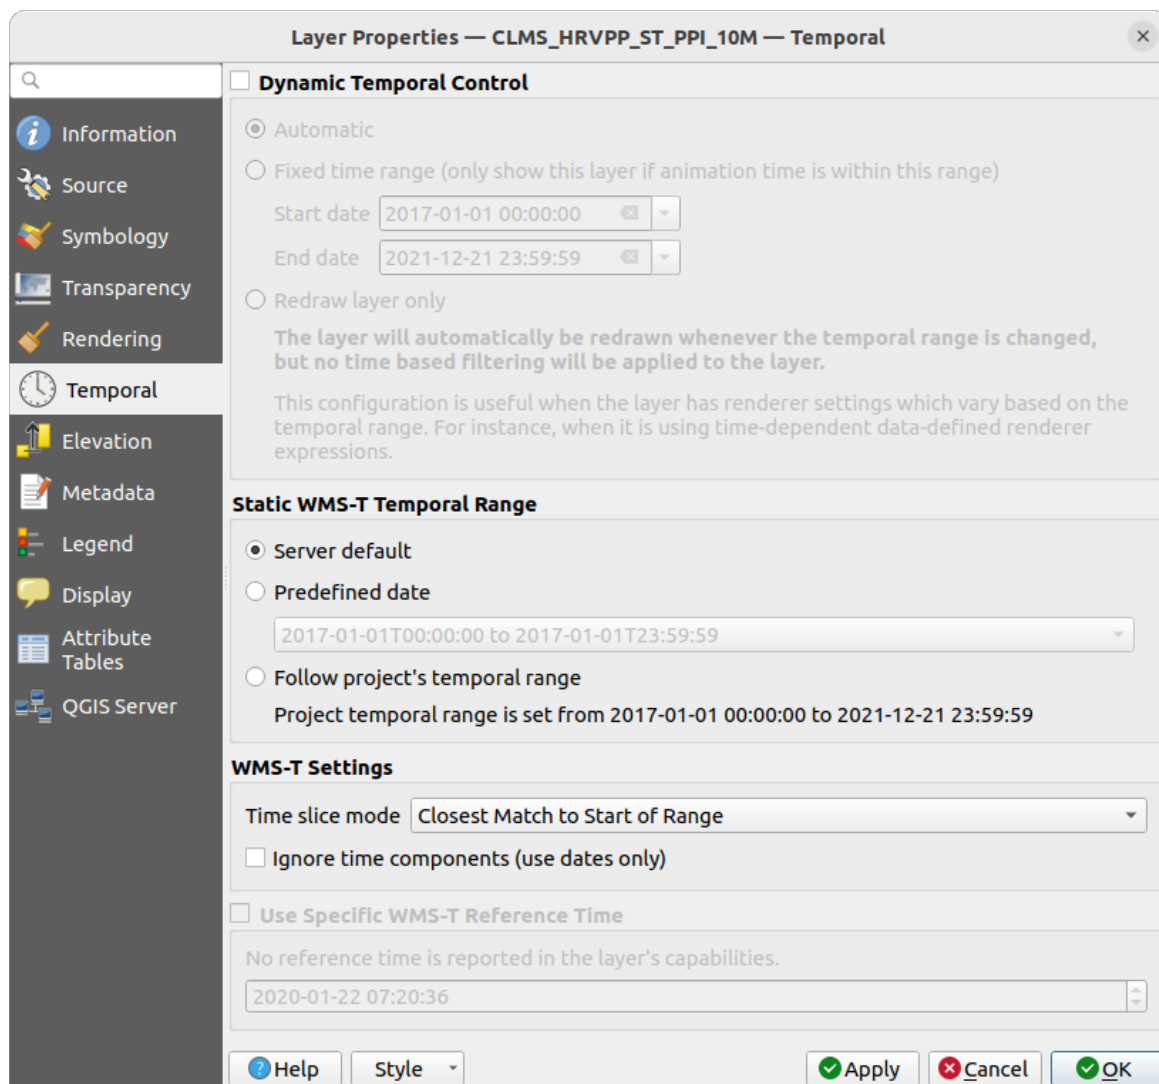 Layer Properties — CLMS_HRVPP_ST_PPI_10M — Temporal
Information
Source
Symbology
Transparency
Rendering
Temporal
Elevation
Metadata
Legend
Display
Attribute
Tables
QGIS Server
Dynamic Temporal Control
Automatic
Fixed time range (only show this layer if animation time is within this range)
Start date 2017-01-01 00:00:00
End date 2021-12-21 23:59:59
Redraw layer only
The layer will automatically be redrawn whenever the temporal range is changed,
but no time based filtering will be applied to the layer.
This configuration is useful when the layer has renderer settings which vary based on the
temporal range. For instance, when it is using time-dependent data-defined renderer
expressions.
Static WMS-T Temporal Range
Server default
Predefined date
2017-01-01T00:00:00 to 2017-01-01T23:59:59
Follow project's temporal range
Project temporal range is set from 2017-01-01 00:00:00 to 2021-12-21 23:59:59
WMS-T Settings
Time slice mode Closest Match to Start of Range
Ignore time components (use dates only)
Use Specific WMS-T Reference Time
No reference time is reported in the layer's capabilities.
2020-01-22 07:20:36
Help Style Apply Cancel OK